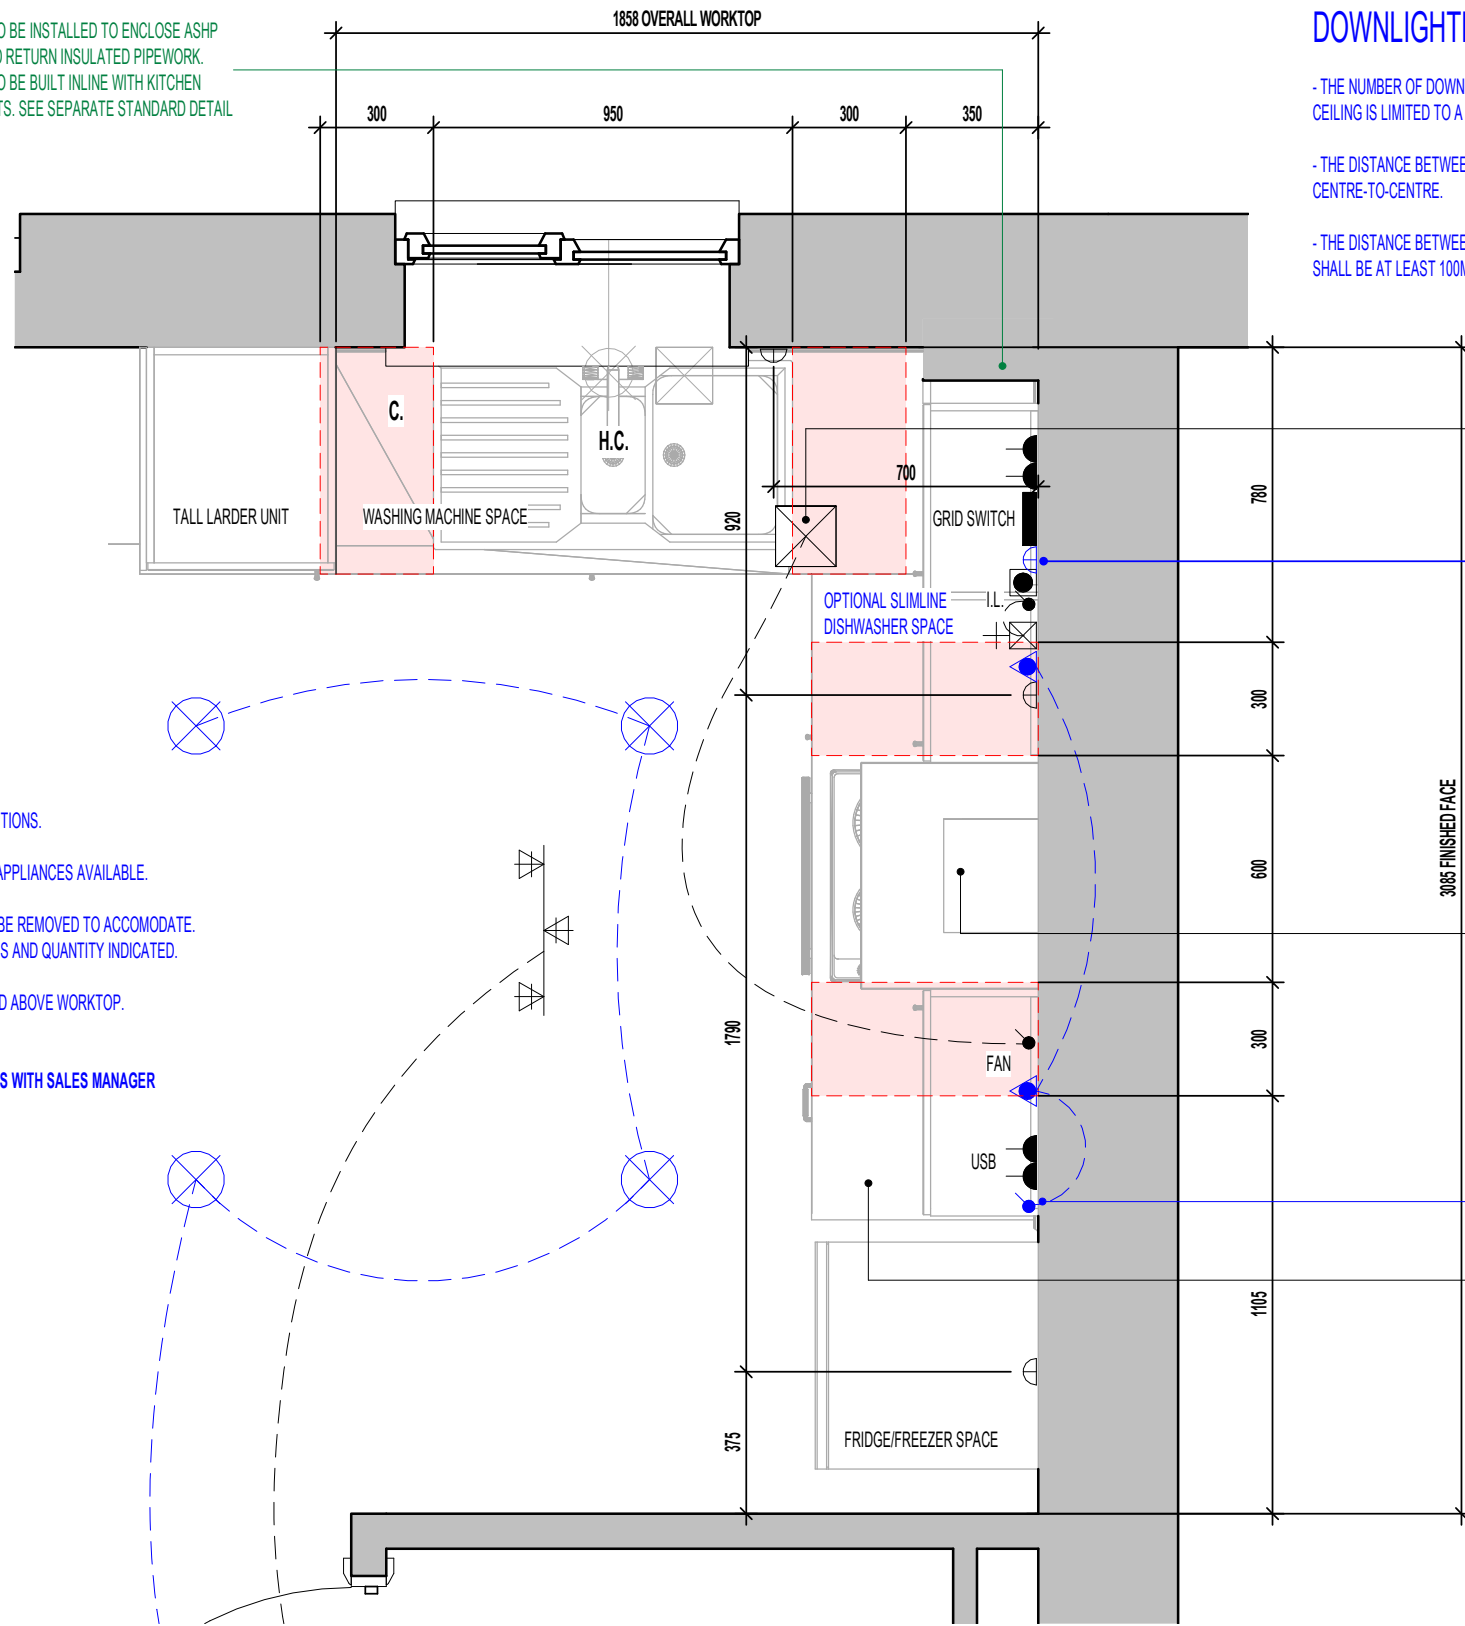 O BE INSTALLED TO ENCLOSE ASHP
O RETURN INSULATED PIPEWORK.
O BE BUILT INLINE WITH KITCHEN
TS. SEE SEPARATE STANDARD DETAIL
1858 OVERALL WORKTOP
300
950
300
350
DOWNLIGHT
- THE NUMBER OF DOWN
CEILING IS LIMITED TO A
- THE DISTANCE BETWEE
CENTRE-TO-CENTRE.
- THE DISTANCE BETWEE
SHALL BE AT LEAST 100M
C.
H.C.
TALL LARDER UNIT
WASHING MACHINE SPACE
700
920
GRID SWITCH
780
OPTIONAL SLIMLINE
DISHWASHER SPACE
I.L.
300
TIONS.
APPLIANCES AVAILABLE.
BE REMOVED TO ACCOMODATE.
S AND QUANTITY INDICATED.
D ABOVE WORKTOP.
S WITH SALES MANAGER
600
3085 FINISHED FACE
1790
300
FAN
USB
1105
375
FRIDGE/FREEZER SPACE